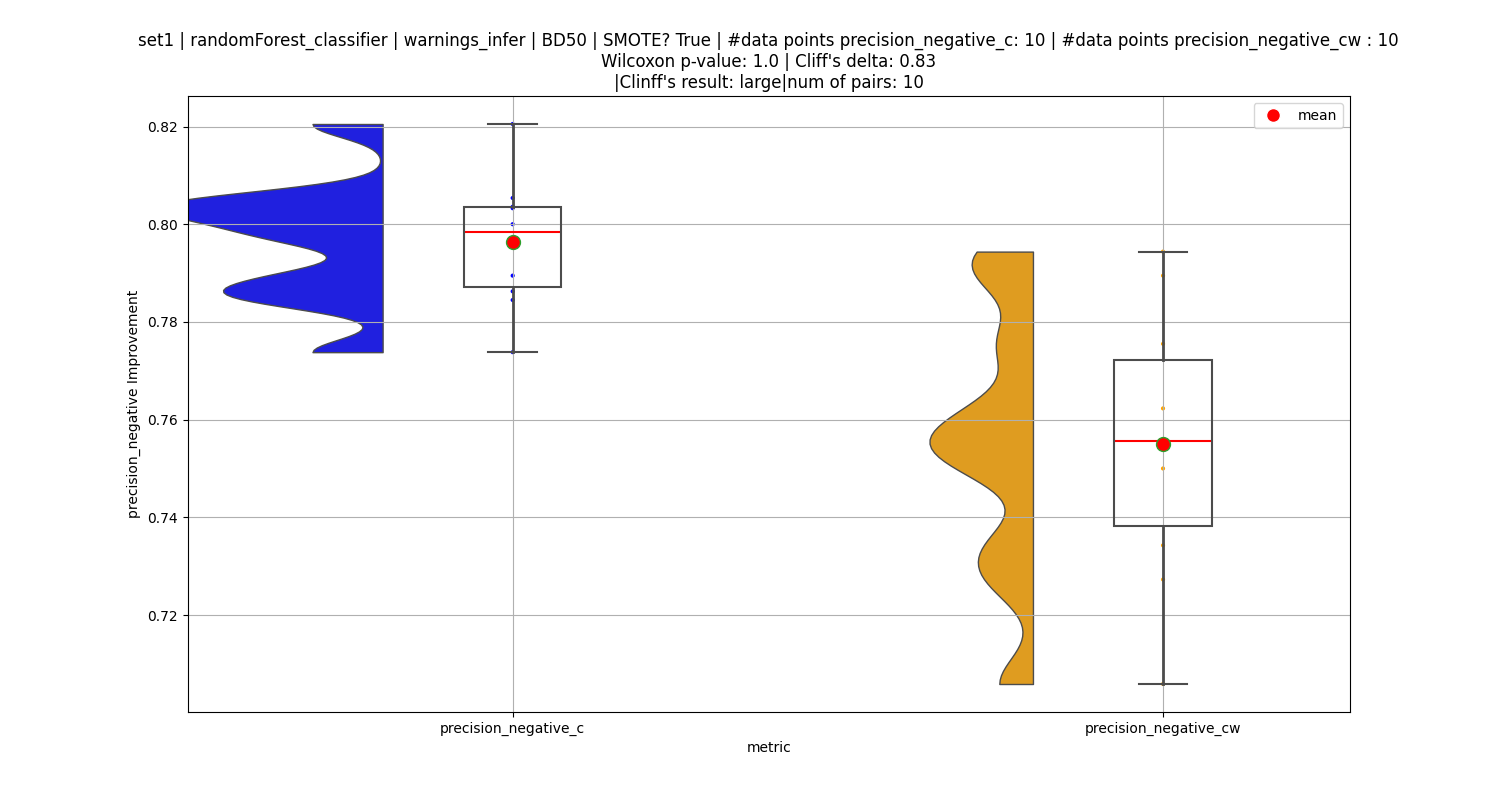 set1 | randomForest_classifier | warnings_infer | BD50 | SMOTE? True | #data points precision_negative_c: 10 | #data points precision_negative_cw : 10
Wilcoxon p-value: 1.0 | Cliff's delta: 0.83
|Clinff's result: large|num of pairs: 10
mean
0.82
0.80
0.78
0.76
0.74
0.72
precision_negative Improvement
precision_negative_c
precision_negative_cw
metric